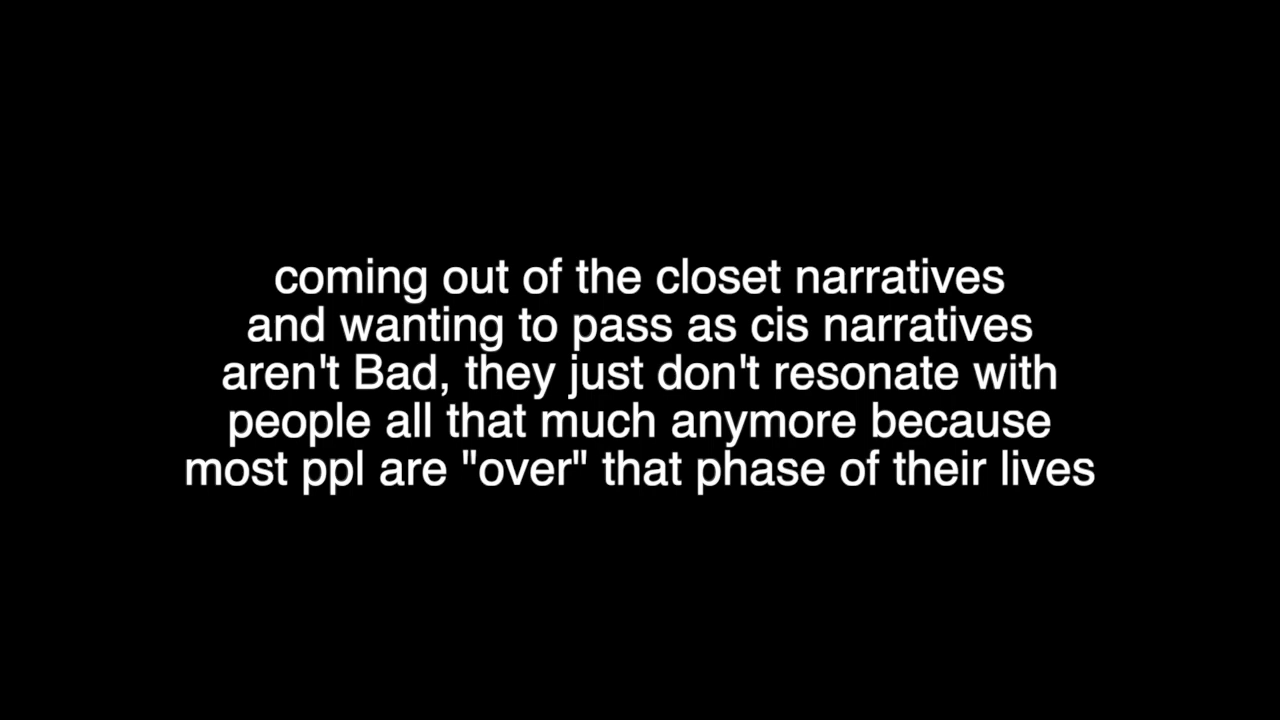 coming out of the closet narratives
and wanting to pass as cis narratives
aren't Bad, they just don't resonate with
people all that much anymore because
most ppl are "over" that phase of their lives